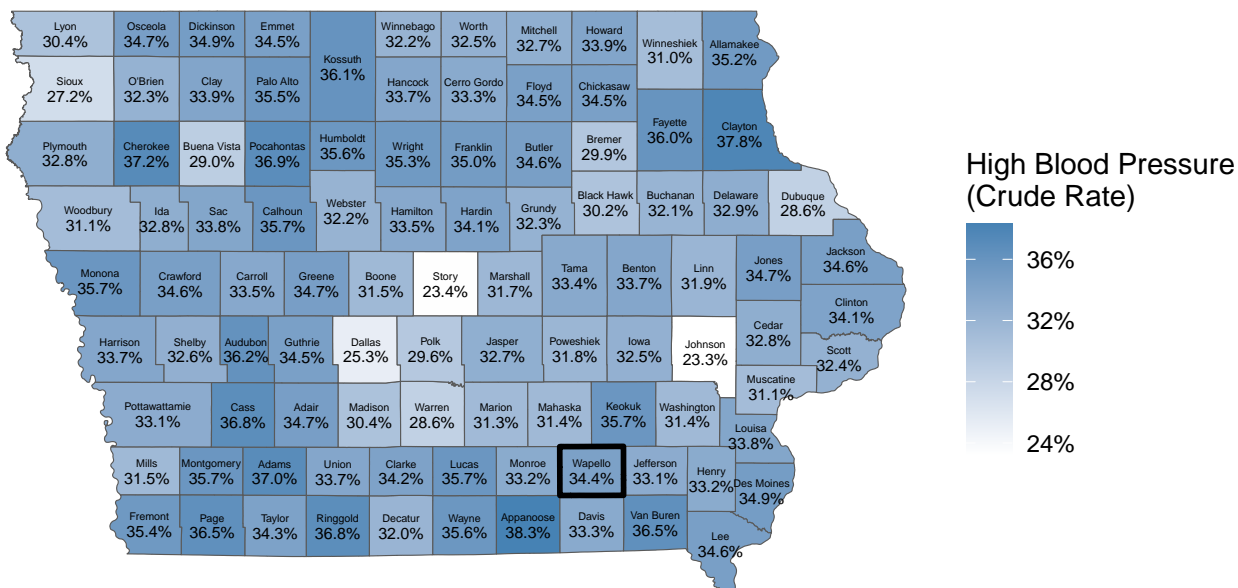 Lyon
30.4%
Osceola
34.7%
Dickinson
34.9%
Emmet
34.5%
Kossuth
36.1%
Winnebago
32.2%
Worth
32.5%
Mitchell
32.7%
Howard
33.9%
Winneshiek
31.0%
Allamakee
35.2%
Sioux
27.2%
O'Brien
32.3%
Clay
33.9%
Palo Alto
35.5%
Hancock
33.7%
Cerro Gordo
33.3%
Floyd
34.5%
Chickasaw
34.5%
Fayette
36.0%
Clayton
37.8%
Plymouth
32.8%
Cherokee
37.2%
Buena Vista
29.0%
Pocahontas
36.9%
Humboldt
35.6%
Wright
35.3%
Franklin
35.0%
Butler
34.6%
Bremer
29.9%
Woodbury
31.1%
Ida
32.8%
Sac
33.8%
Calhoun
35.7%
Webster
32.2%
Hamilton
33.5%
Hardin
34.1%
Grundy
32.3%
Black Hawk
30.2%
Buchanan
32.1%
Delaware
32.9%
Dubuque
28.6%
Monona
35.7%
Crawford
34.6%
Carroll
33.5%
Greene
34.7%
Boone
31.5%
Story
23.4%
Marshall
31.7%
Tama
33.4%
Benton
33.7%
Linn
31.9%
Jones
34.7%
Jackson
34.6%
Clinton
34.1%
Harrison
33.7%
Shelby
32.6%
Audubon
36.2%
Guthrie
34.5%
Dallas
25.3%
Polk
29.6%
Jasper
32.7%
Poweshiek
31.8%
Iowa
32.5%
Johnson
23.3%
Cedar
32.8%
Scott
32.4%
Muscatine
31.1%
Pottawattamie
33.1%
Cass
36.8%
Adair
34.7%
Madison
30.4%
Warren
28.6%
Marion
31.3%
Mahaska
31.4%
Keokuk
35.7%
Washington
31.4%
Louisa
33.8%
Mills
31.5%
Montgomery
35.7%
Adams
37.0%
Union
33.7%
Clarke
34.2%
Lucas
35.7%
Monroe
33.2%
Wapello
34.4%
Jefferson
33.1%
Henry
33.2%
Des Moines
34.9%
Fremont
35.4%
Page
36.5%
Taylor
34.3%
Ringgold
36.8%
Decatur
32.0%
Wayne
35.6%
Appanoose
38.3%
Davis
33.3%
Van Buren
36.5%
Lee
34.6%
High Blood Pressure
(Crude Rate)
36%
32%
28%
24%